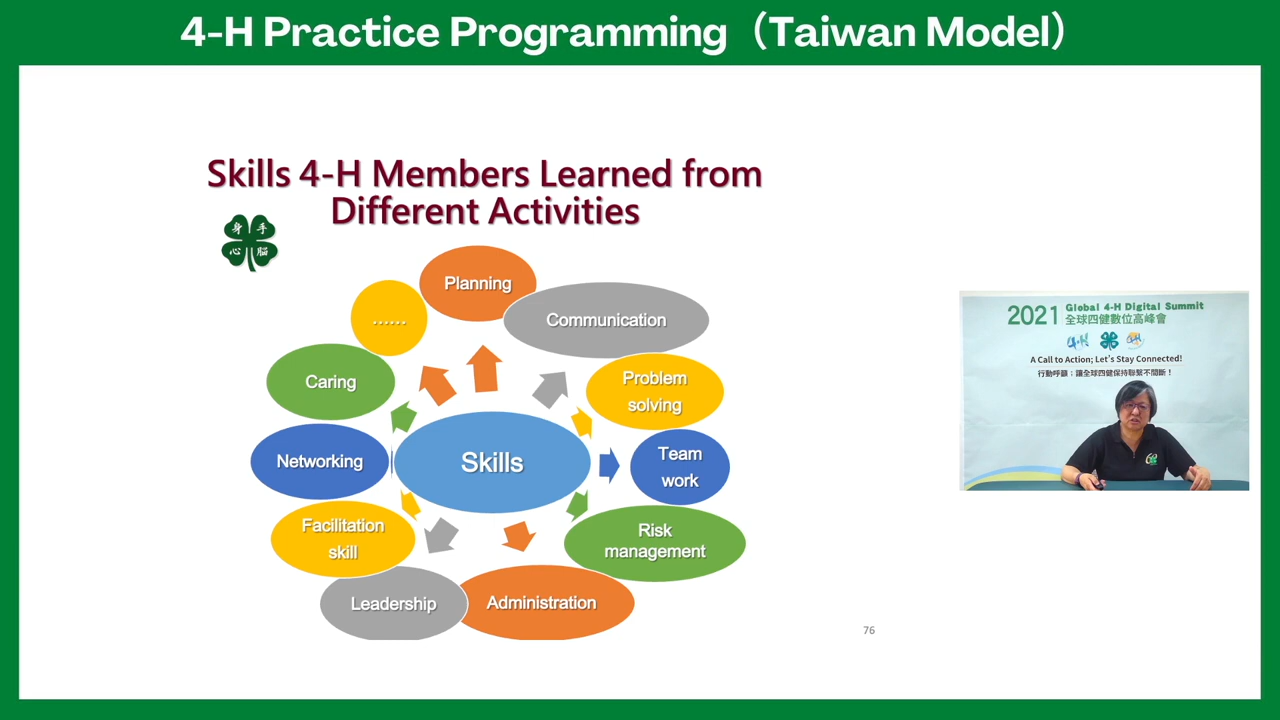 4-H Practice Programming（Taiwan Model）
Skills 4-H Members Learned from
Different Activities
身 手
心 腦
Planning
......
Communication
Caring
Problem
solving
Networking
Skills
Team
work
Facilitation
skill
Risk
management
Leadership
Administration
76
2021
Global 4-H Digital Summit
全球四健數位高峰會
A Call to Action; Let's Stay Connected!
行動呼籲；讓全球四健保持聯繫不間斷！